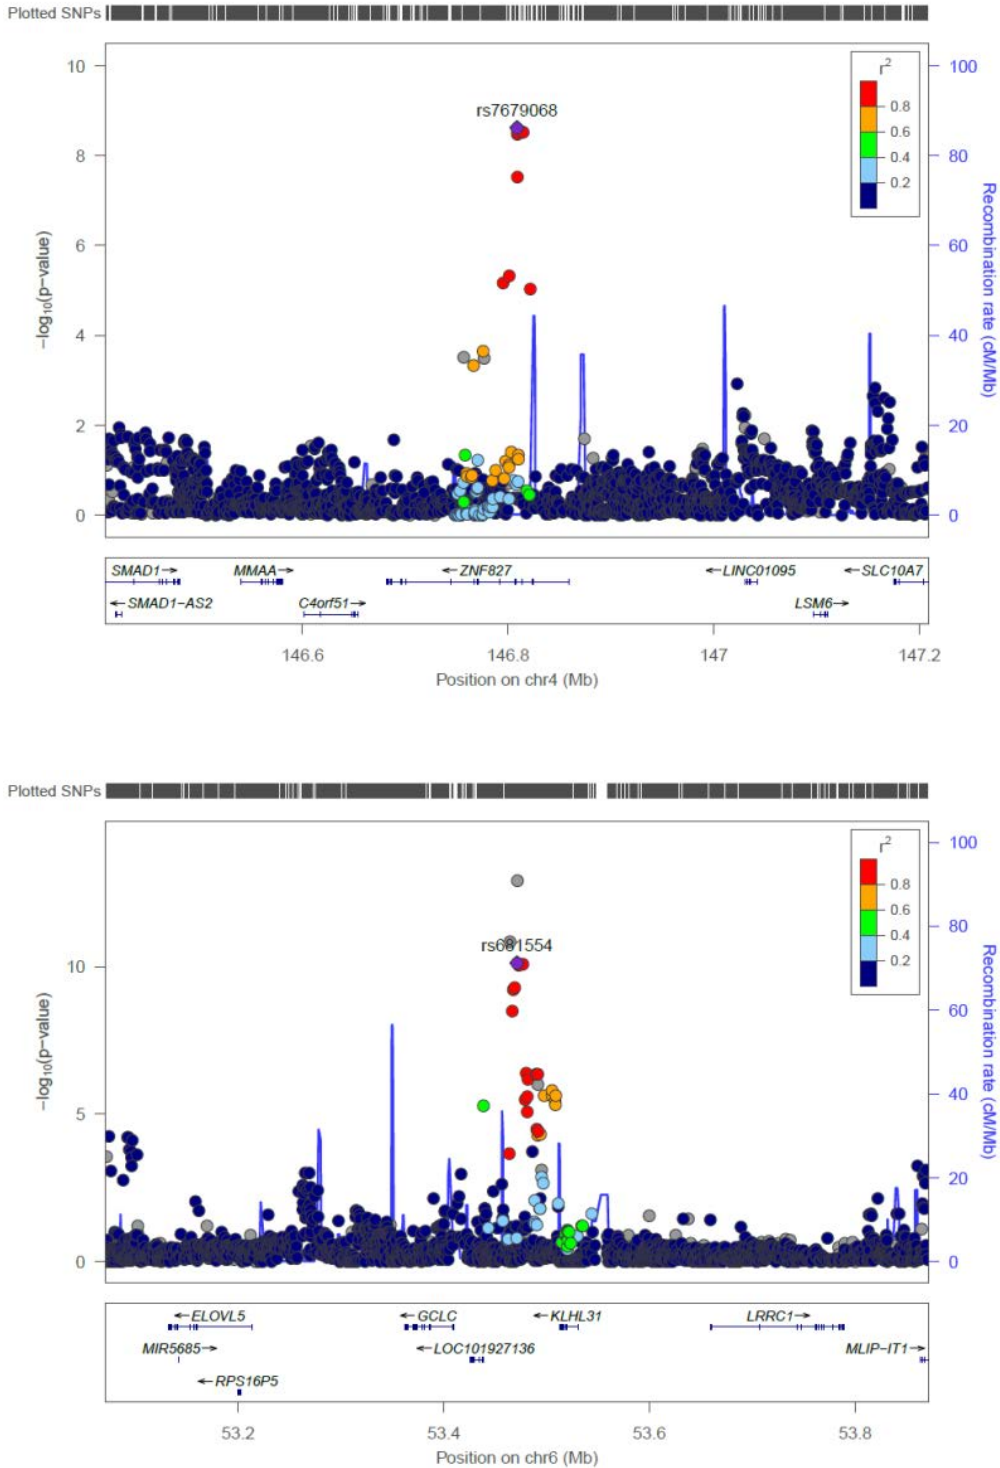 Plotted SNPs
10
8
6
4
2
0
−log₁₀(p−value)
100
80
60
40
20
0
Recombination rate (cM/Mb)
r²
0.8
0.6
0.4
0.2
rs7679068
SMAD1→
MMAA→
←ZNF827
←LINC01095
←SLC10A7
←SMAD1−AS2
C4orf51→
LSM6→
146.6
146.8
147
147.2
Position on chr4 (Mb)
Plotted SNPs
10
5
0
−log₁₀(p−value)
100
80
60
40
20
0
Recombination rate (cM/Mb)
r²
0.8
0.6
0.4
0.2
rs681554
←ELOVL5
←GCLC
←KLHL31
LRRC1→
MIR5685→
←LOC101927136
MLIP−IT1→
←RPS16P5
53.2
53.4
53.6
53.8
Position on chr6 (Mb)